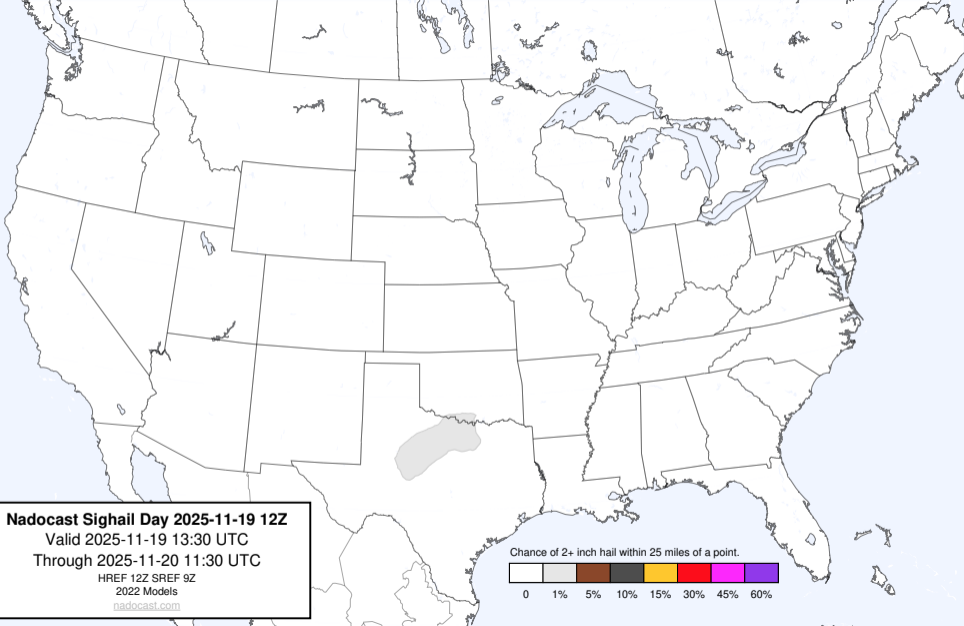 Nadocast Sighail Day 2025-11-19 12Z
Valid 2025-11-19 13:30 UTC
Through 2025-11-20 11:30 UTC
HREF 12Z SREF 9Z
2022 Models
nadocast.com
Chance of 2+ inch hail within 25 miles of a point.
0 1% 5% 10% 15% 30% 45% 60%